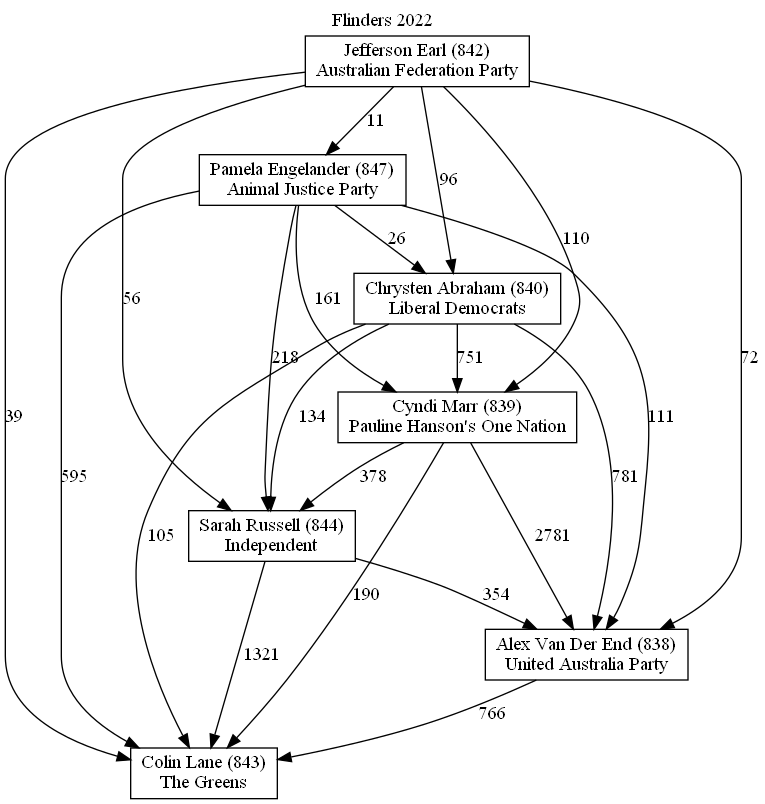 Flinders 2022
Jefferson Earl (842)
Australian Federation Party
11
Pamela Engelander (847)
Animal Justice Party
96
110
26
Chrysten Abraham (840)
Liberal Democrats
56
161
218
751
72
Cyndi Marr (839)
Pauline Hanson's One Nation
39
134
111
595
378
781
Sarah Russell (844)
Independent
105
2781
190
354
1321
Alex Van Der End (838)
United Australia Party
766
Colin Lane (843)
The Greens